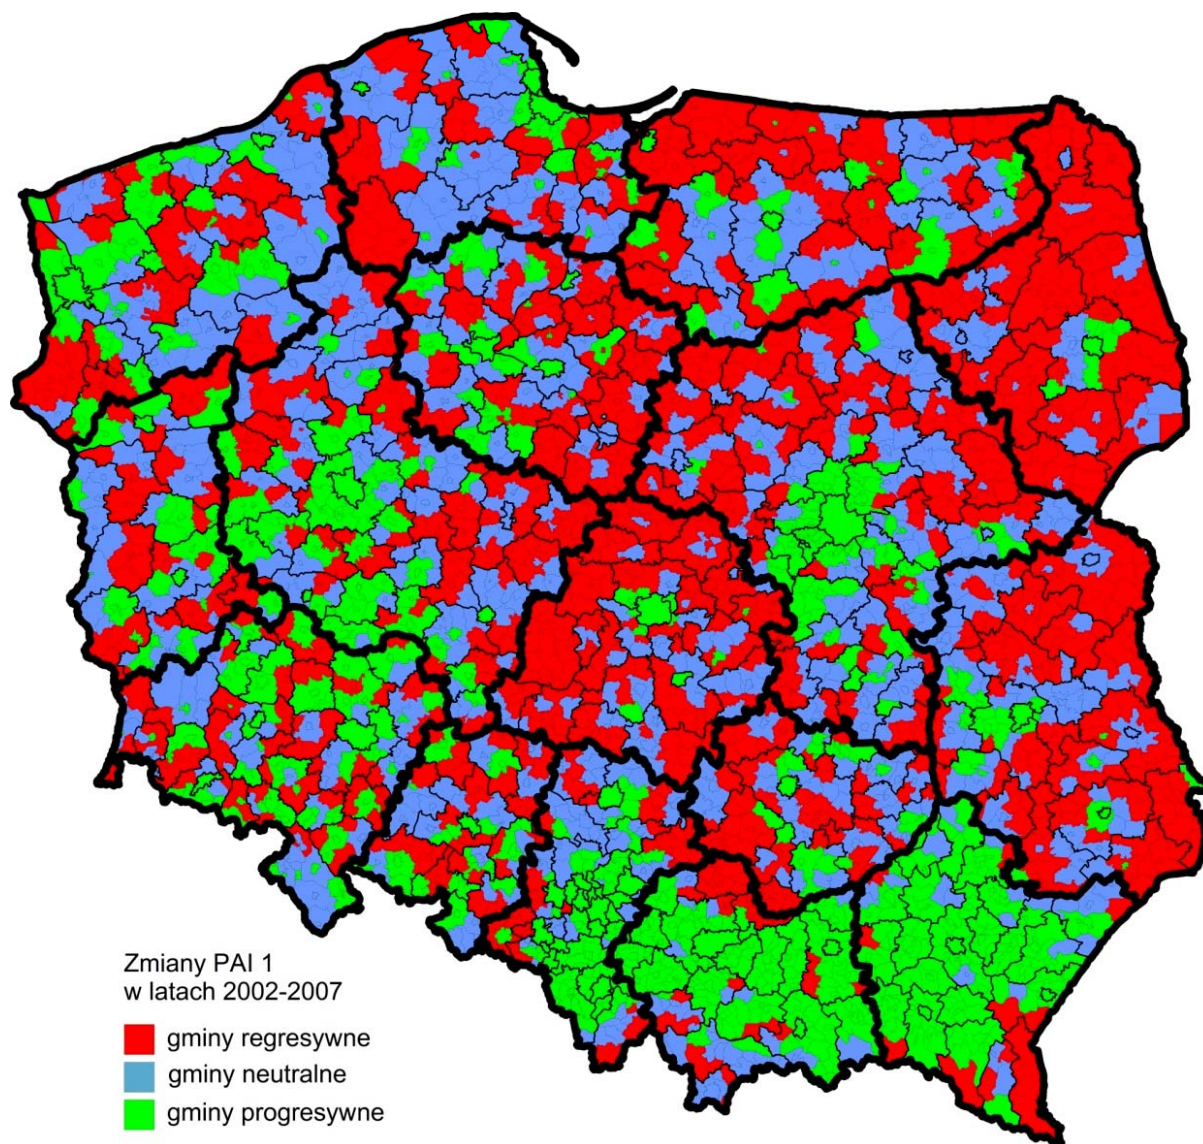 Zmiany PAI 1
w latach 2002-2007
gminy regresywne
gminy neutralne
gminy progresywne